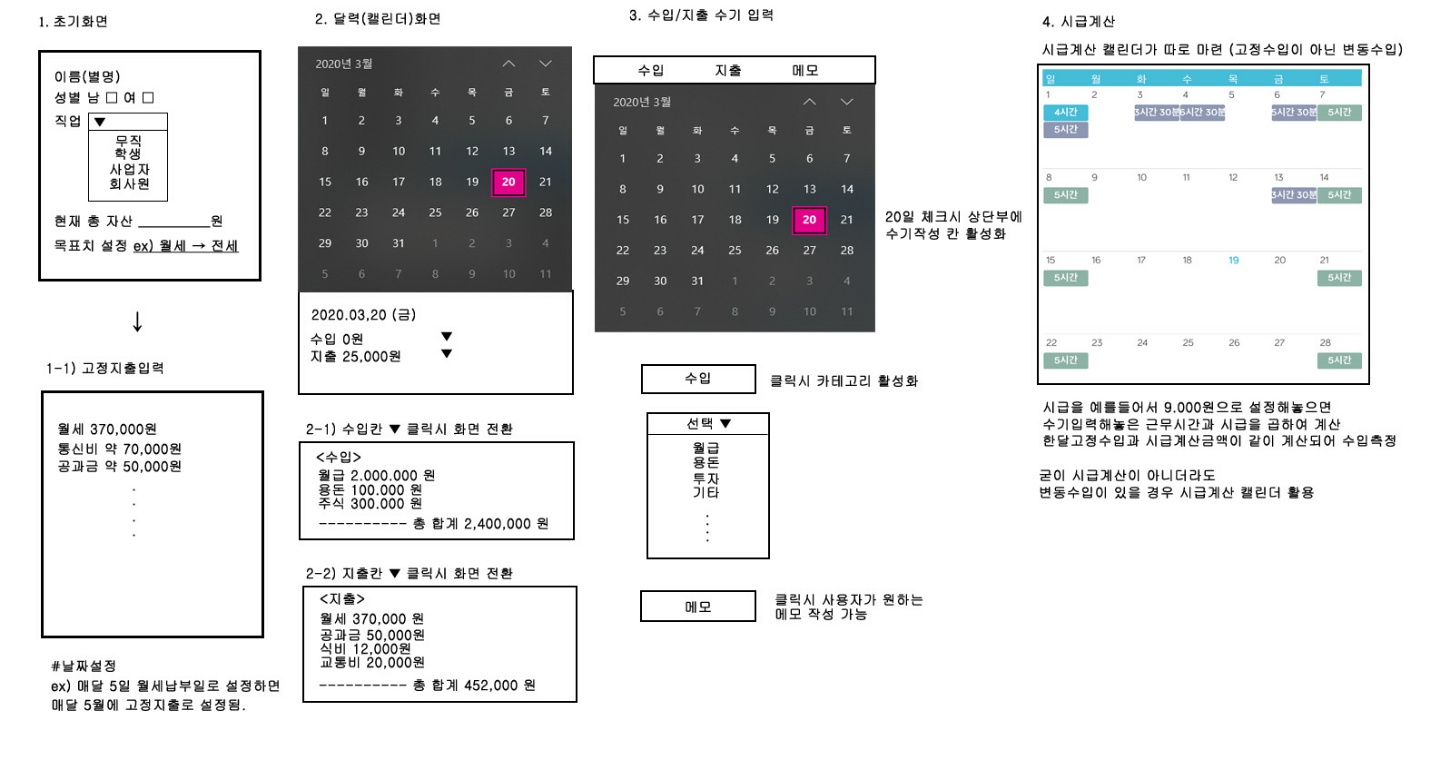 1. 초기화면
이름(별명)
성별 남 □ 여 □
직업 ▼
무직
학생
사업자
회사원
현재 총 자산 ________원
목표치 설정 ex) 월세 → 전세
↓
1-1) 고정지출입력
월세 370,000원
통신비 약 70,000원
공과금 약 50,000원
.
.
.
.
#날짜설정
ex) 매달 5일 월세납부일로 설정하면
매달 5월에 고정지출로 설정됨.
2. 달력(캘린더)화면
2020년 3월
일 월 화 수 목 금 토
1 2 3 4 5 6 7
8 9 10 11 12 13 14
15 16 17 18 19 20 21
22 23 24 25 26 27 28
29 30 31 1 2 3 4
5 6 7 8 9 10 11
2020.03,20 (금)
수입 0원 ▼
지출 25,000원 ▼
2-1) 수입칸 ▼ 클릭시 화면 전환
<수입>
월급 2.000.000 원
용돈 100.000 원
주식 300.000 원
---------- 총 합계 2,400,000 원
2-2) 지출칸 ▼ 클릭시 화면 전환
<지출>
월세 370,000 원
공과금 50,000원
식비 12,000원
교통비 20,000원
---------- 총 합계 452,000 원
3. 수입/지출 수기 입력
수입 지출 메모
2020년 3월
일 월 화 수 목 금 토
1 2 3 4 5 6 7
8 9 10 11 12 13 14
15 16 17 18 19 20 21
22 23 24 25 26 27 28
29 30 31 1 2 3 4
5 6 7 8 9 10 11
20일 체크시 상단부에
수기작성 칸 활성화
수입 클릭시 카테고리 활성화
선택 ▼
월급
용돈
투자
기타
.
.
.
메모
클릭시 사용자가 원하는
메모 작성 가능
4. 시급계산
시급계산 캘린더가 따로 마련 (고정수입이 아닌 변동수입)
일 월 화 수 목 금 토
1 2 3 4 5 6 7
4시간 3시간 30분 6시간 30분 6시간 30분 5시간
5시간
8 9 10 11 12 13 14
5시간 3시간 30분 5시간
15 16 17 18 19 20 21
5시간 5시간
22 23 24 25 26 27 28
5시간 5시간
시급을 예를들어서 9.000원으로 설정해놓으면
수기입력해놓은 근무시간과 시급을 곱하여 계산
한달고정수입과 시급계산금액이 같이 계산되어 수입측정
굳이 시급계산이 아니더라도
변동수입이 있을 경우 시급계산 캘린더 활용